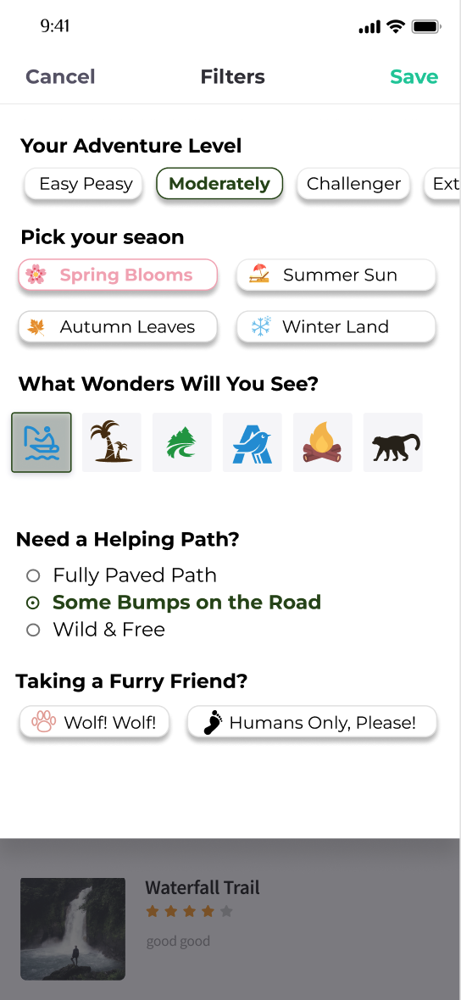 9:41
Cancel Filters Save
Your Adventure Level
Easy Peasy Moderately Challenger Ext
Pick your seaon
Spring Blooms Summer Sun
Autumn Leaves Winter Land
What Wonders Will You See?
Need a Helping Path?
Fully Paved Path
Some Bumps on the Road
Wild & Free
Taking a Furry Friend?
Wolf! Wolf! Humans Only, Please!
Waterfall Trail
good good